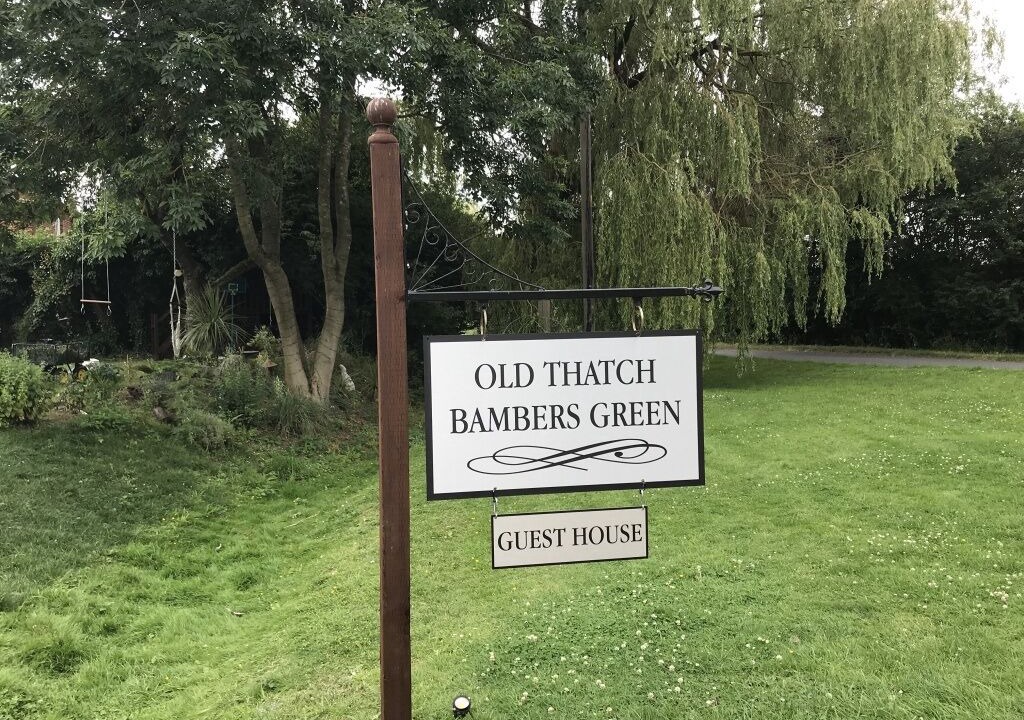 OLD THATCH
BAMBERS GREEN
GUEST HOUSE